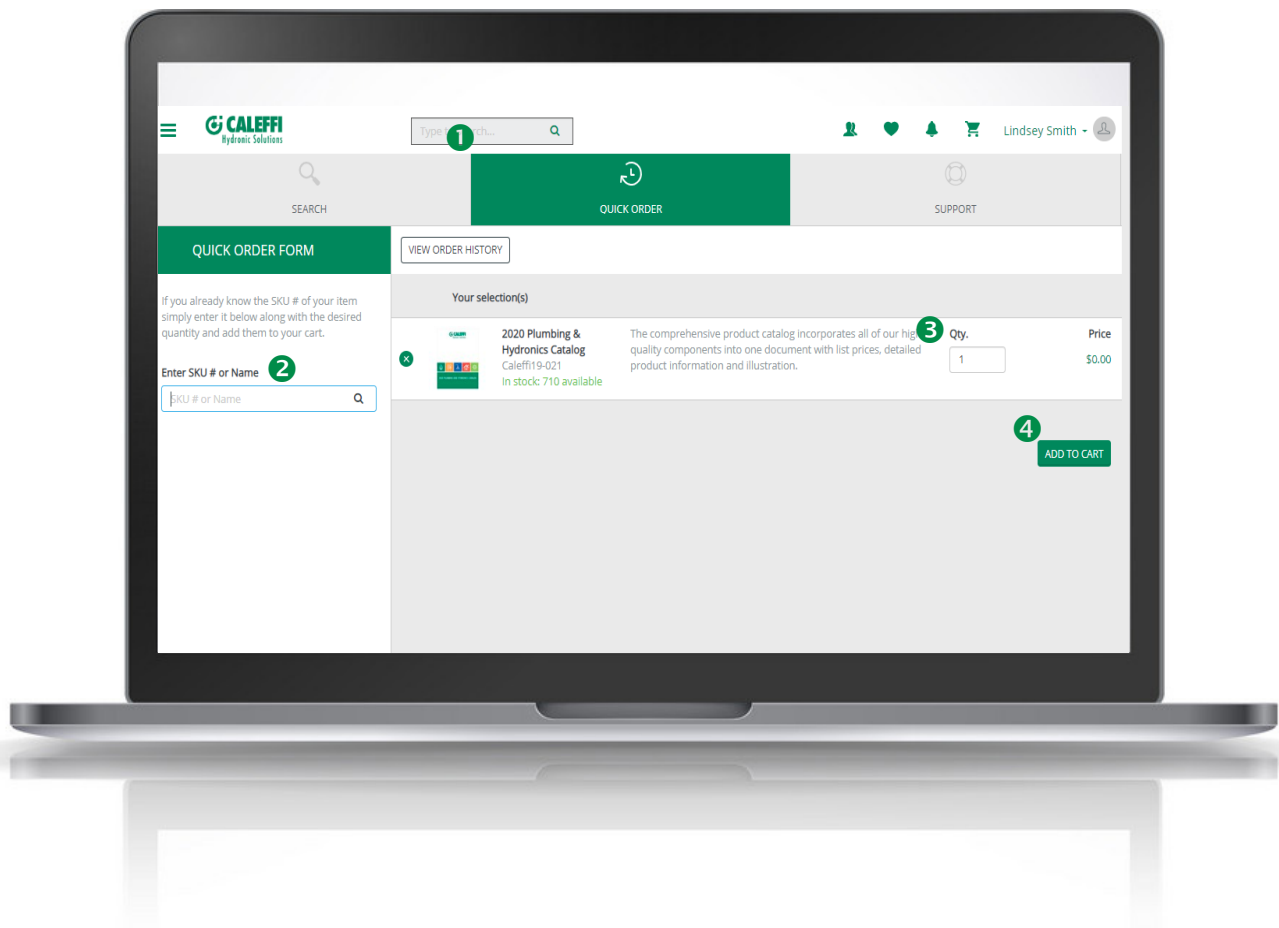 CALEFFI
Hydronic Solutions
Type t
rch...
1
Lindsey Smith
SEARCH
QUICK ORDER
SUPPORT
QUICK ORDER FORM
VIEW ORDER HISTORY
If you already know the SKU # of your item
simply enter it below along with the desired
quantity and add them to your cart.
Enter SKU # or Name
2
SKU # or Name
Your selection(s)
CALEFFI
2020 Plumbing &
Hydronics Catalog
Caleffi19-021
In stock: 710 available
The comprehensive product catalog incorporates all of our hig
quality components into one document with list prices, detailed
product information and illustration.
3
Qty.
1
Price
$0.00
4
ADD TO CART